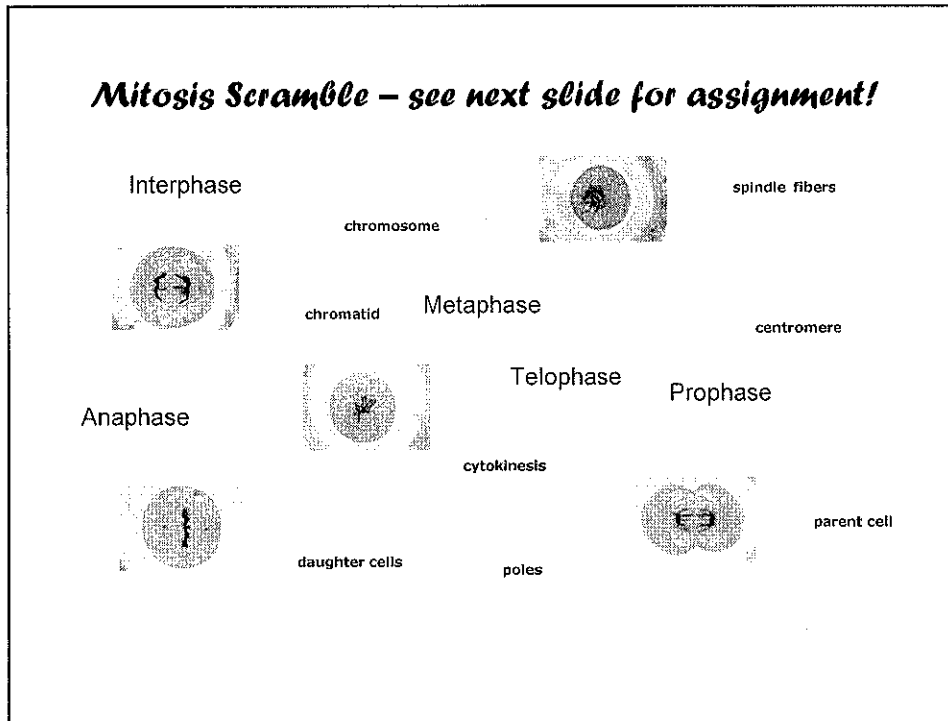 Mitosis Scramble – see next slide for assignment!
Interphase
spindle fibers
chromosome
chromatid
Metaphase
centromere
Telophase
Prophase
Anaphase
cytokinesis
parent cell
daughter cells
poles